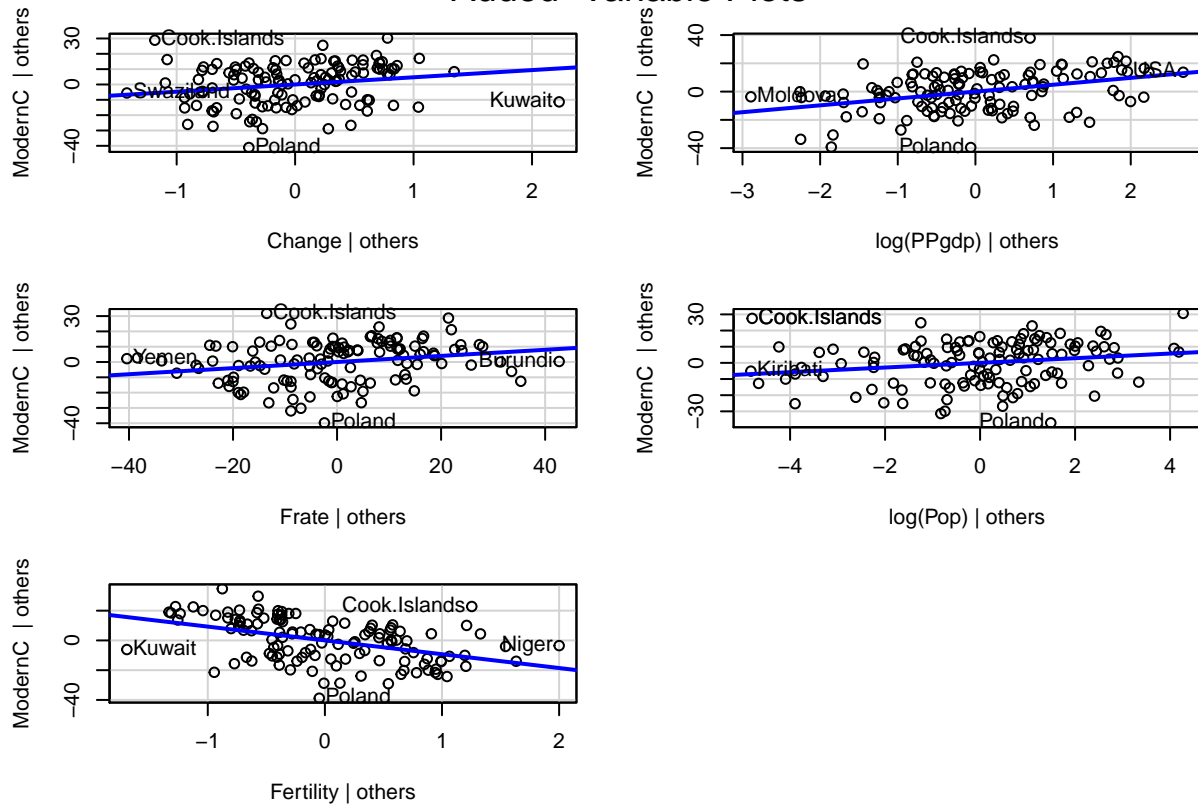 Added−Variable Plots
ModernC | others
30
0
−40
Cook.Islands
Swaziland
Kuwait
Poland
−1
0
1
2
Change | others
ModernC | others
40
0
−40
Cook.Islands
Moldova
USA
Poland
−3
−2
−1
0
1
2
log(PPgdp) | others
ModernC | others
30
0
−40
Cook.Islands
Yemen
Burundi
Poland
−40
−20
0
20
40
Frate | others
ModernC | others
30
0
−30
Cook.Islands
Kiribati
Poland
−4
−2
0
2
4
log(Pop) | others
ModernC | others
0
−40
Cook.Islands
Kuwait
Niger
Poland
−1
0
1
2
Fertility | others